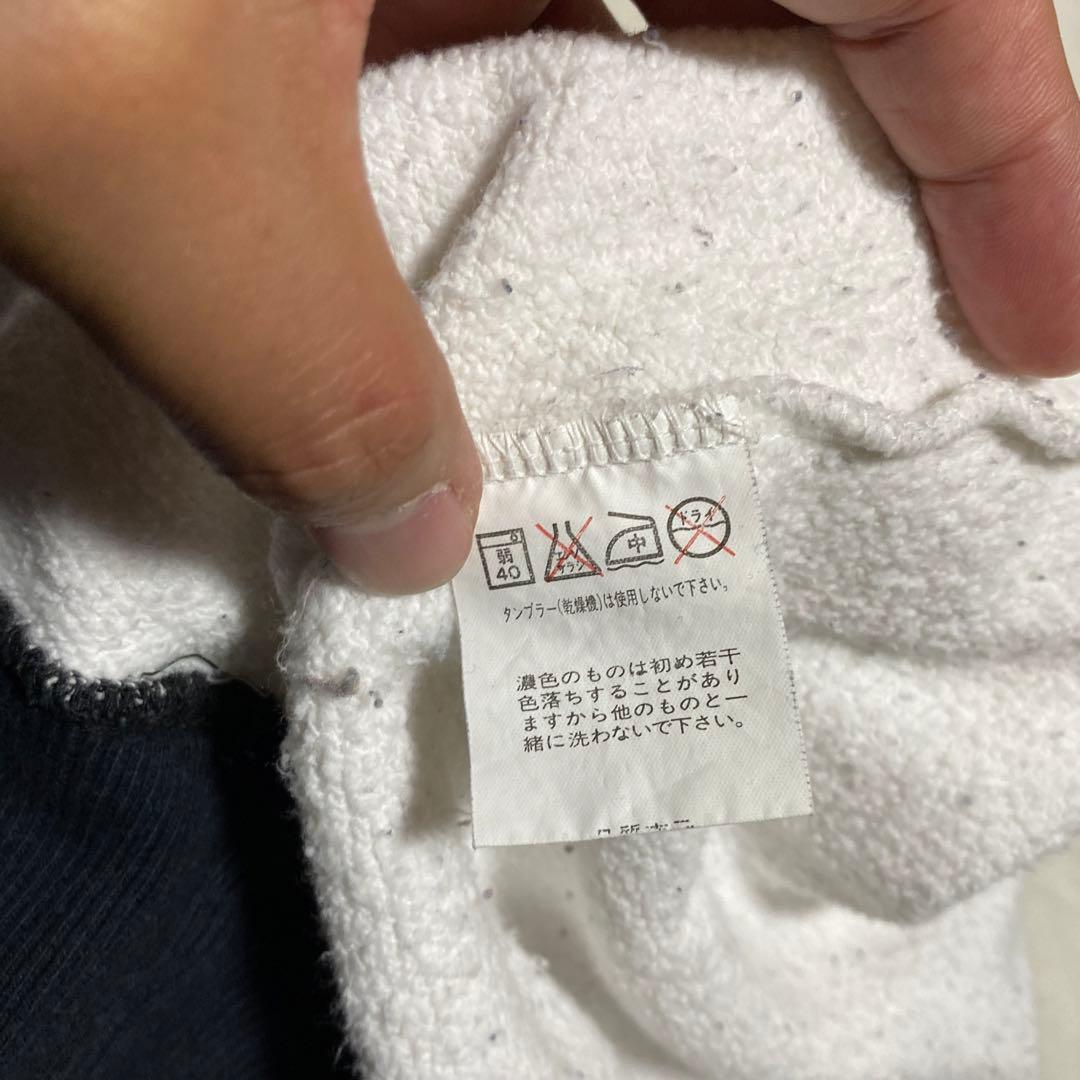 弱
40
エンソ
サラシ
中
ドライ
タンブラー(乾燥機)は使用しないで下さい。
濃色のものは初め若干
色落ちすることがあり
ますから他のものと一
緒に洗わないで下さい。